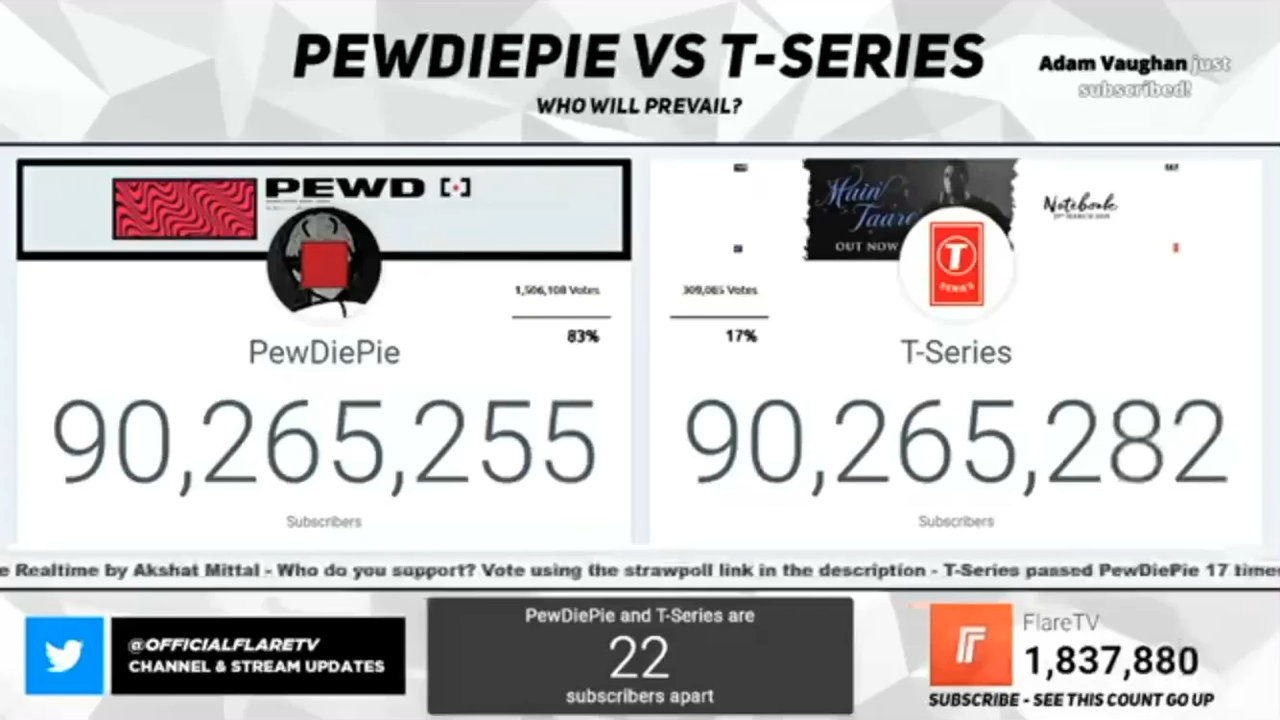 PEWDIEPIE VS T-SERIES
WHO WILL PREVAIL?
Adam Vaughan just
subscribed!
PEWD
1,506,108 Votes
83%
PewDiePie
90,265,255
Subscribers
Main
Taare
OUT NOW
Notebook
309,085 Votes
17%
T
SERIES
T-Series
90,265,282
Subscribers
e Realtime by Akshat Mittal - Who do you support? Vote using the strawpoll link in the description - T-Series passed PewDiePie 17 times
@OFFICIALFLARETV
CHANNEL & STREAM UPDATES
PewDiePie and T-Series are
22
subscribers apart
FlareTV
1,837,880
SUBSCRIBE - SEE THIS COUNT GO UP